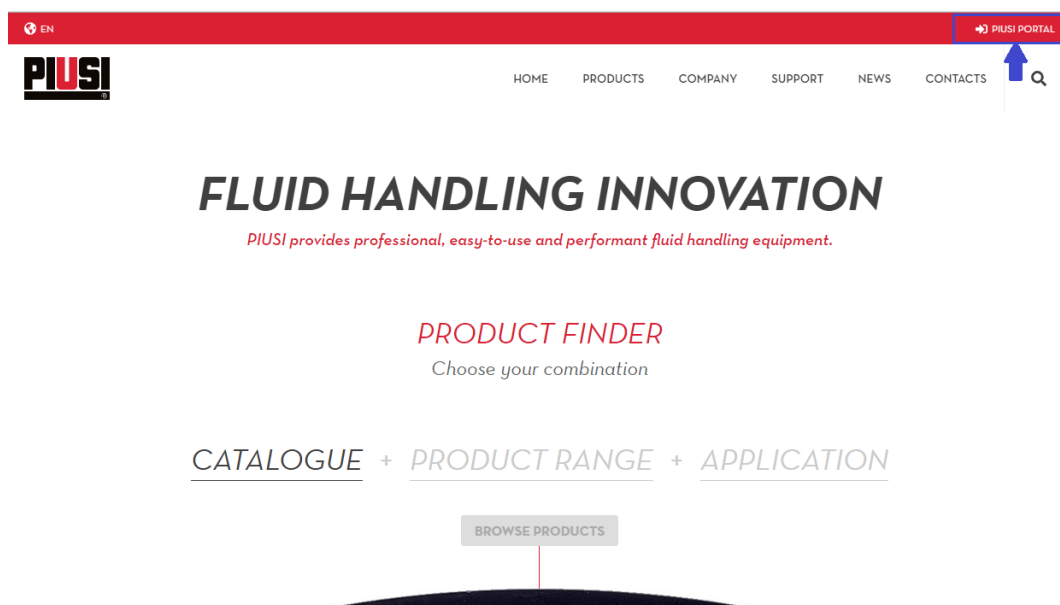 EN
PIUSI PORTAL
PIUSI
HOME PRODUCTS COMPANY SUPPORT NEWS CONTACTS
FLUID HANDLING INNOVATION
PIUSI provides professional, easy-to-use and performant fluid handling equipment.
PRODUCT FINDER
Choose your combination
CATALOGUE + PRODUCT RANGE + APPLICATION
BROWSE PRODUCTS